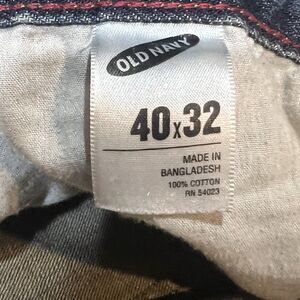 OLD NAVY
40x32
MADE IN
BANGLADESH
100% COTTON
RN 54023